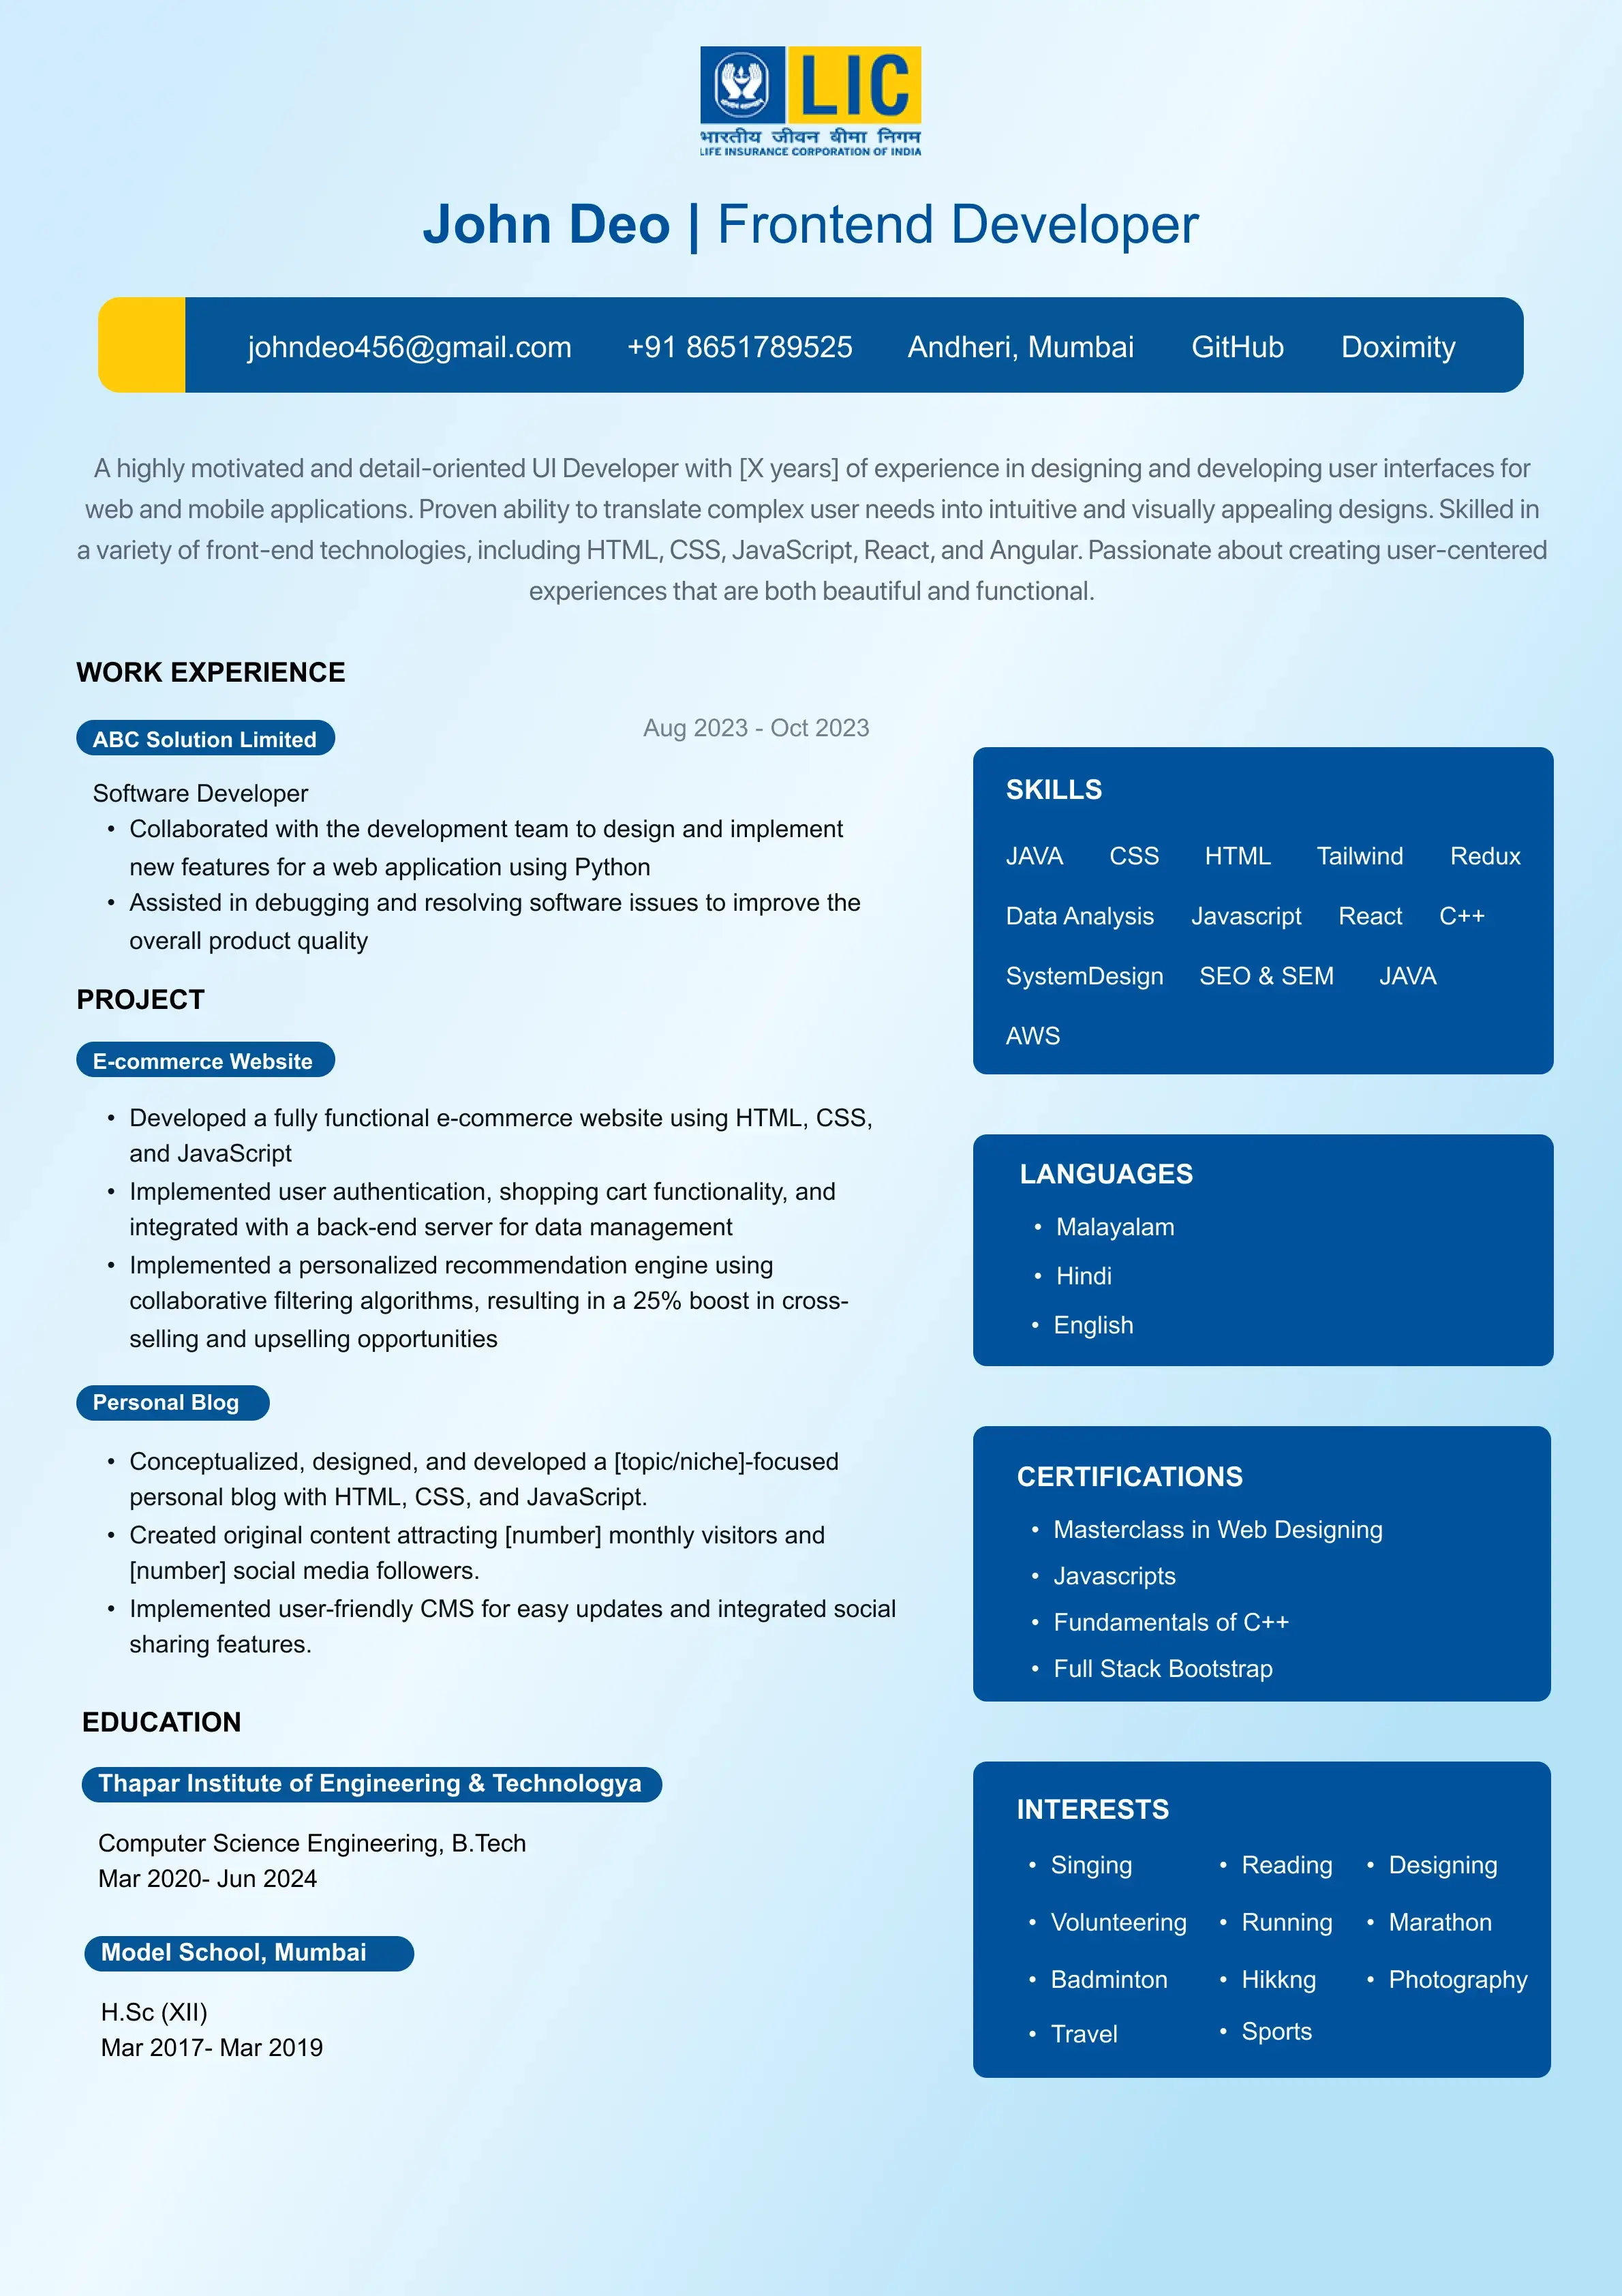 LIC
भारतीय जीवन बीमा निगम
LIFE INSURANCE CORPORATION OF INDIA
John Deo | Frontend Developer
johndeo456@gmail.com +91 8651789525 Andheri, Mumbai GitHub Doximity
A highly motivated and detail-oriented UI Developer with [X years] of experience in designing and developing user interfaces for
web and mobile applications. Proven ability to translate complex user needs into intuitive and visually appealing designs. Skilled in
a variety of front-end technologies, including HTML, CSS, JavaScript, React, and Angular. Passionate about creating user-centered
experiences that are both beautiful and functional.
WORK EXPERIENCE
ABC Solution Limited Aug 2023 - Oct 2023
Software Developer
• Collaborated with the development team to design and implement
new features for a web application using Python
• Assisted in debugging and resolving software issues to improve the
overall product quality
PROJECT
E-commerce Website
• Developed a fully functional e-commerce website using HTML, CSS,
and JavaScript
• Implemented user authentication, shopping cart functionality, and
integrated with a back-end server for data management
• Implemented a personalized recommendation engine using
collaborative filtering algorithms, resulting in a 25% boost in cross-
selling and upselling opportunities
Personal Blog
• Conceptualized, designed, and developed a [topic/niche]-focused
personal blog with HTML, CSS, and JavaScript.
• Created original content attracting [number] monthly visitors and
[number] social media followers.
• Implemented user-friendly CMS for easy updates and integrated social
sharing features.
EDUCATION
Thapar Institute of Engineering & Technologya
Computer Science Engineering, B.Tech
Mar 2020- Jun 2024
Model School, Mumbai
H.Sc (XII)
Mar 2017- Mar 2019
SKILLS
JAVA CSS HTML Tailwind Redux
Data Analysis Javascript React C++
SystemDesign SEO & SEM JAVA
AWS
LANGUAGES
• Malayalam
• Hindi
• English
CERTIFICATIONS
• Masterclass in Web Designing
• Javascripts
• Fundamentals of C++
• Full Stack Bootstrap
INTERESTS
• Singing • Reading • Designing
• Volunteering • Running • Marathon
• Badminton • Hikkng • Photography
• Travel • Sports